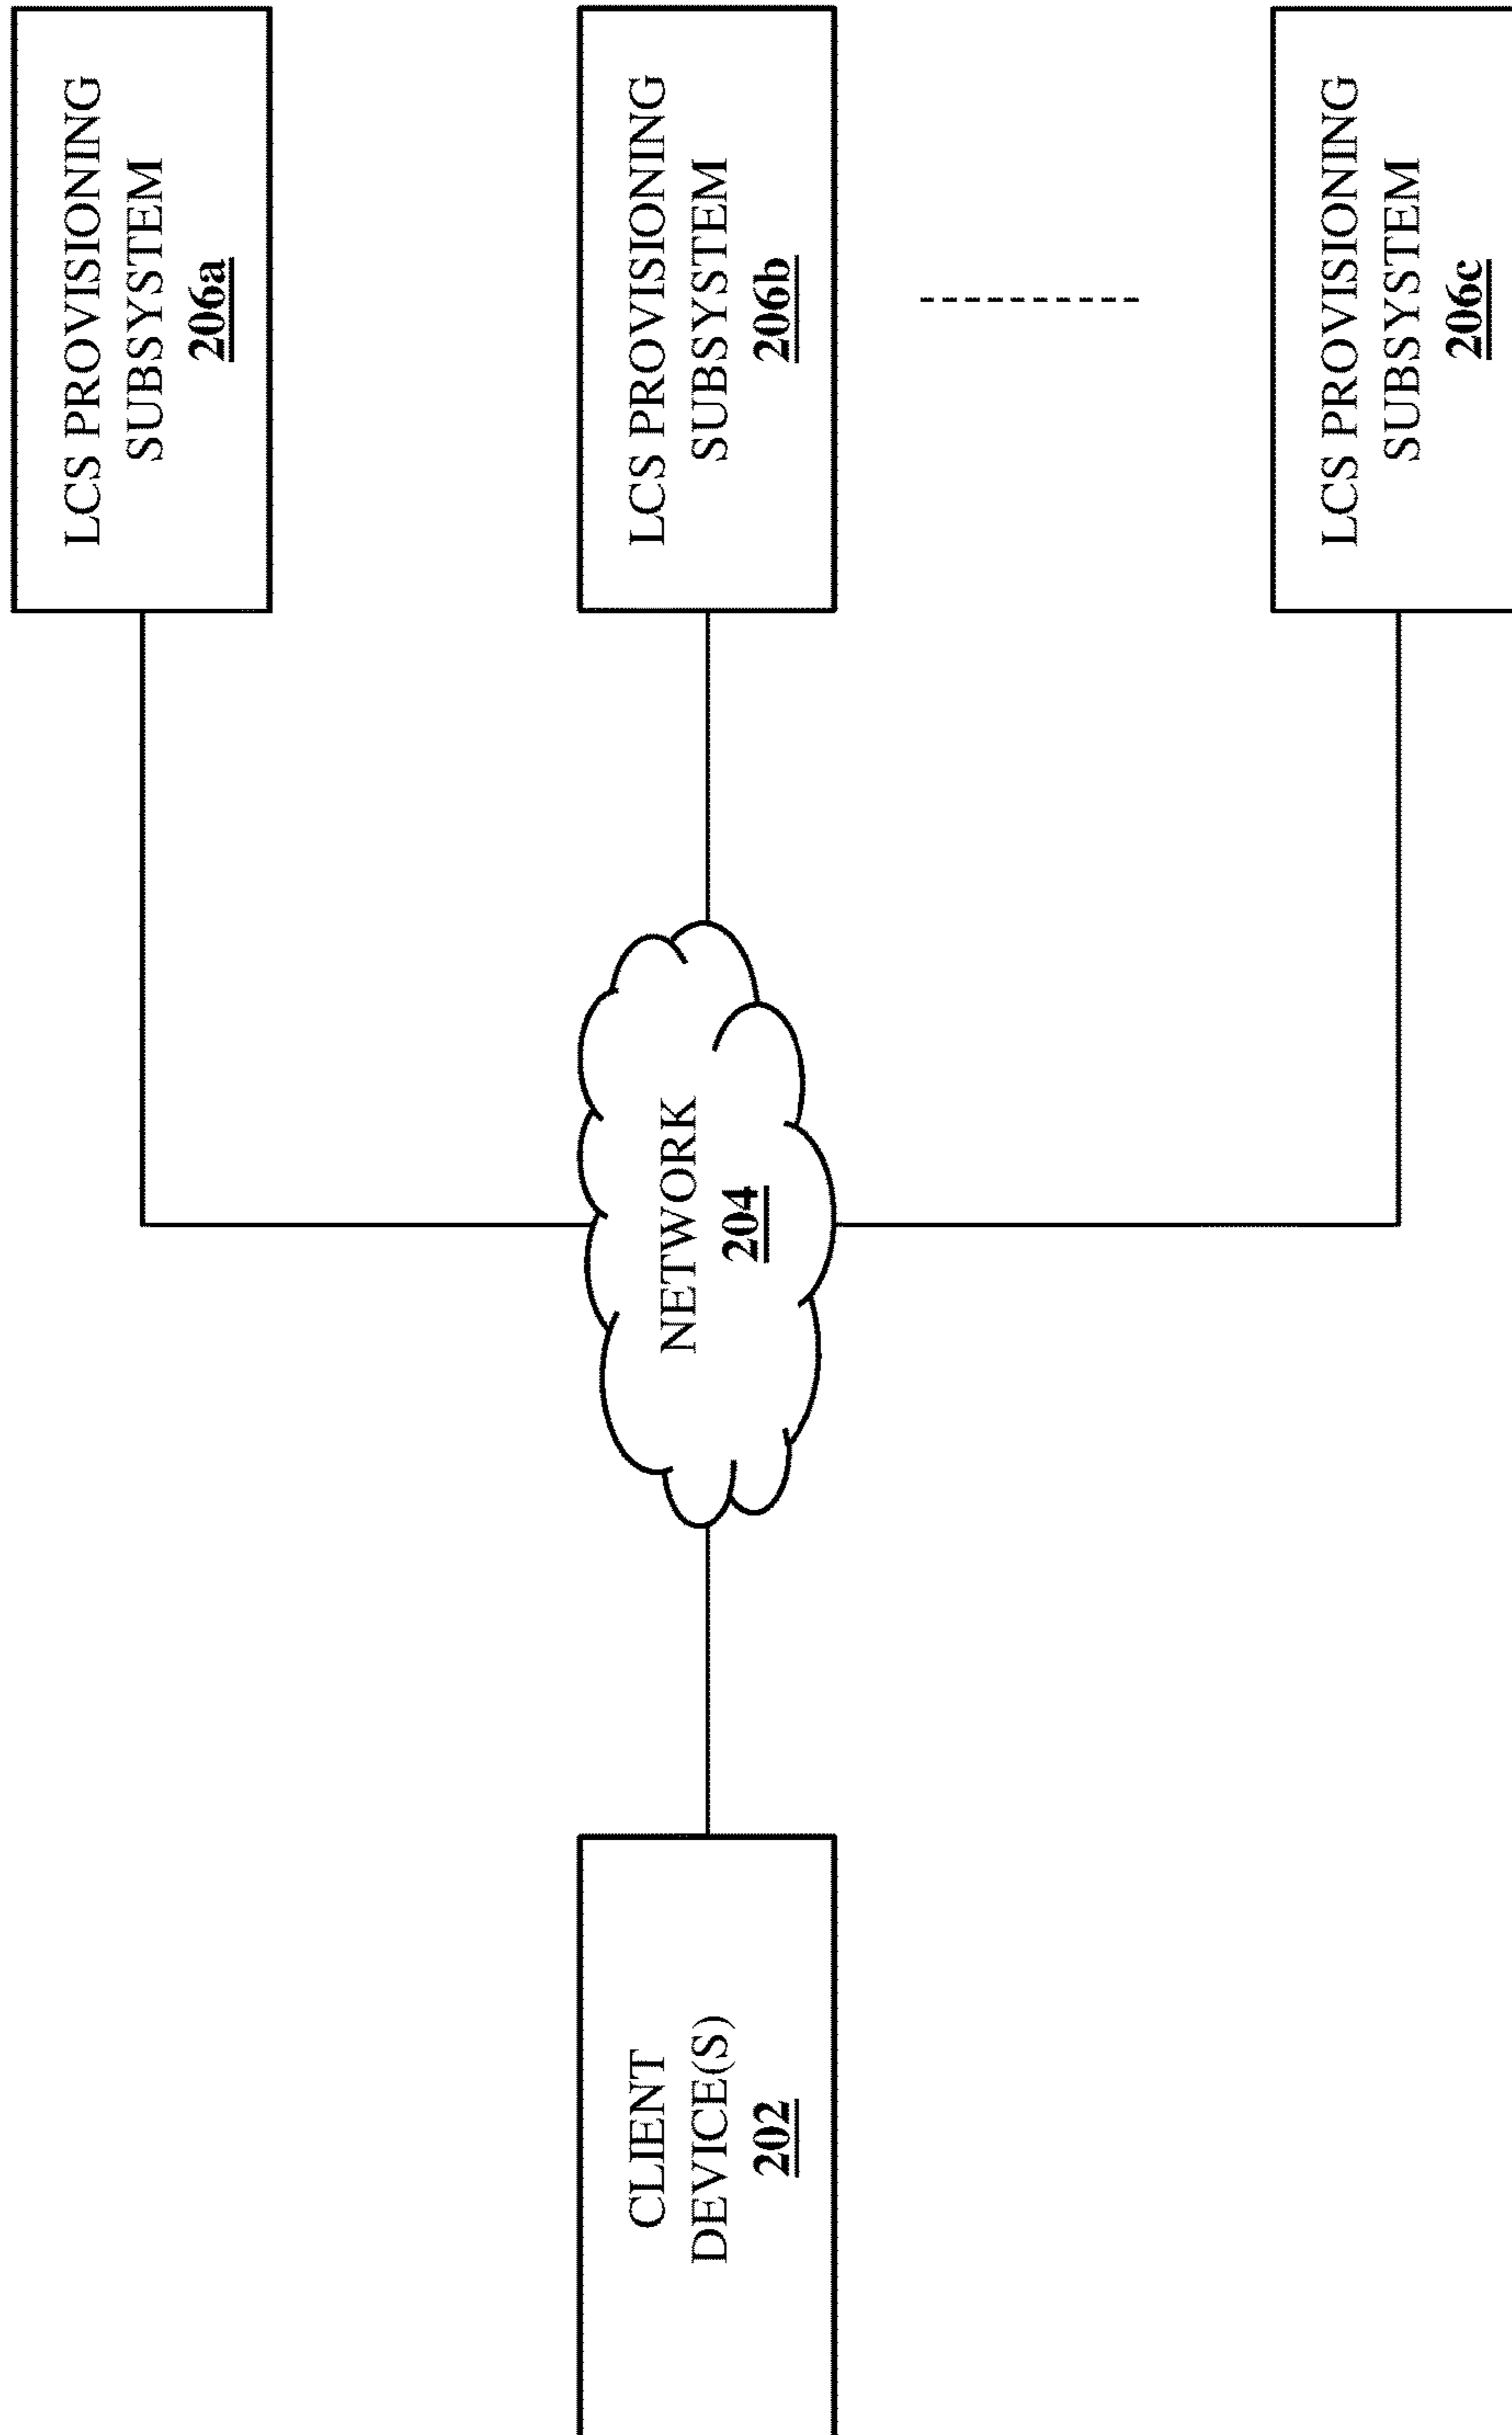 LCS PROVISIONING
SUBSYSTEM
206a
CLIENT
DEVICE(S)
202
NETWORK
204
LCS PROVISIONING
SUBSYSTEM
206b
LCS PROVISIONING
SUBSYSTEM
206c